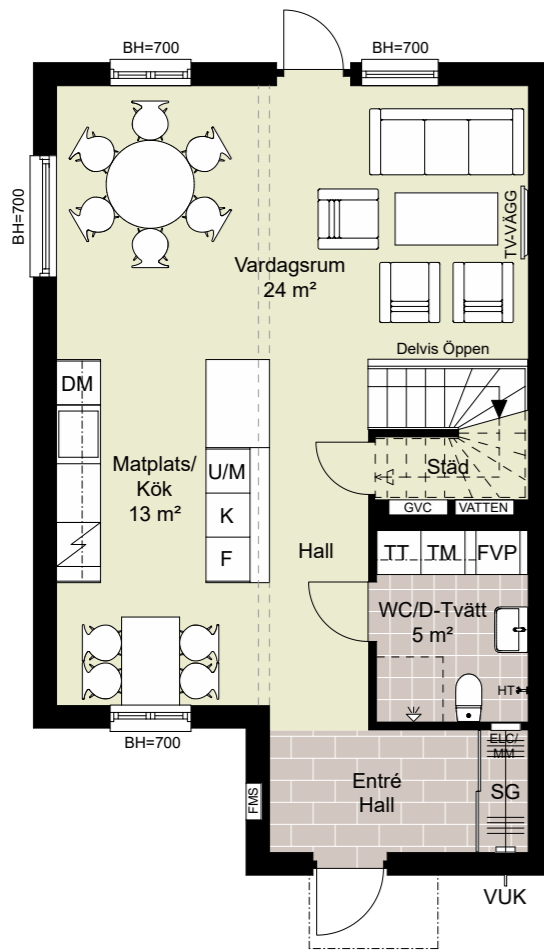 BH=700
BH=700
BH=700
TV-VÄGG
Vardagsrum
24 m²
Delvis Öppen
DM
Matplats/
Kök
13 m²
U/M
K
F
Städ
GVC
VATTEN
Hall
TT
TM
FVP
WC/D-Tvätt
5 m²
HT
BH=700
ELC/
MM
Entré
Hall
SG
FMS
VUK